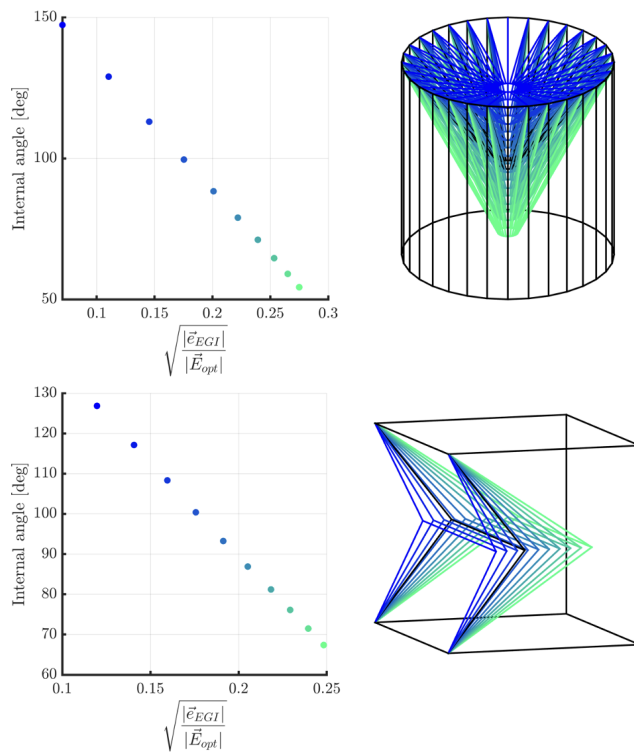 150
100
50
Internal angle [deg]
0.1 0.15 0.2 0.25 0.3
√(|e⃗_EGI| / |E⃗_opt|)
130
120
110
100
90
80
70
60
Internal angle [deg]
0.1 0.15 0.2 0.25
√(|e⃗_EGI| / |E⃗_opt|)